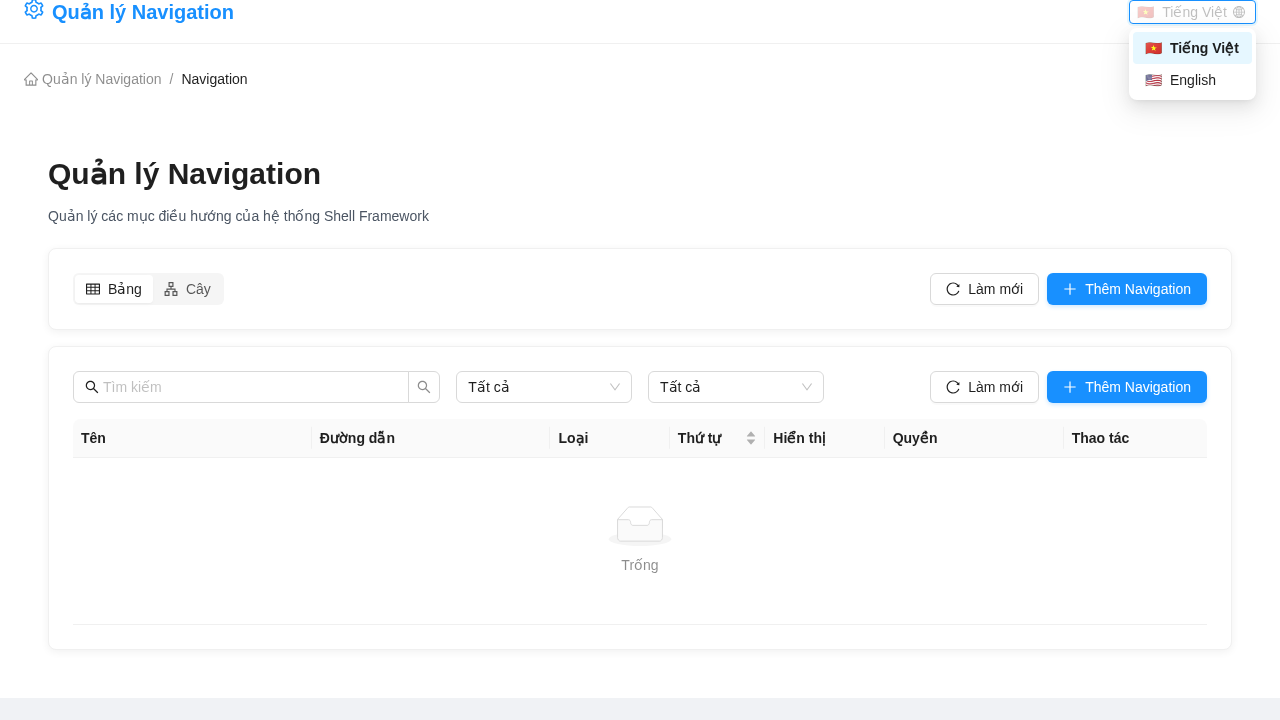 Quản lý Navigation
Tiếng Việt
Tiếng Việt
English
Quản lý Navigation / Navigation
Quản lý Navigation
Quản lý các mục điều hướng của hệ thống Shell Framework
Bảng Cây Làm mới Thêm Navigation
Tìm kiếm Tất cả Tất cả Làm mới Thêm Navigation
Tên Đường dẫn Loại Thứ tự Hiển thị Quyền Thao tác
Trống